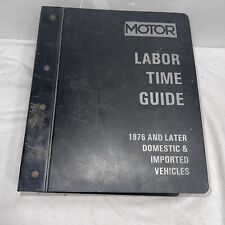 MOTOR
LABOR
TIME
GUIDE
1976 AND LATER
DOMESTIC &
IMPORTED
VEHICLES